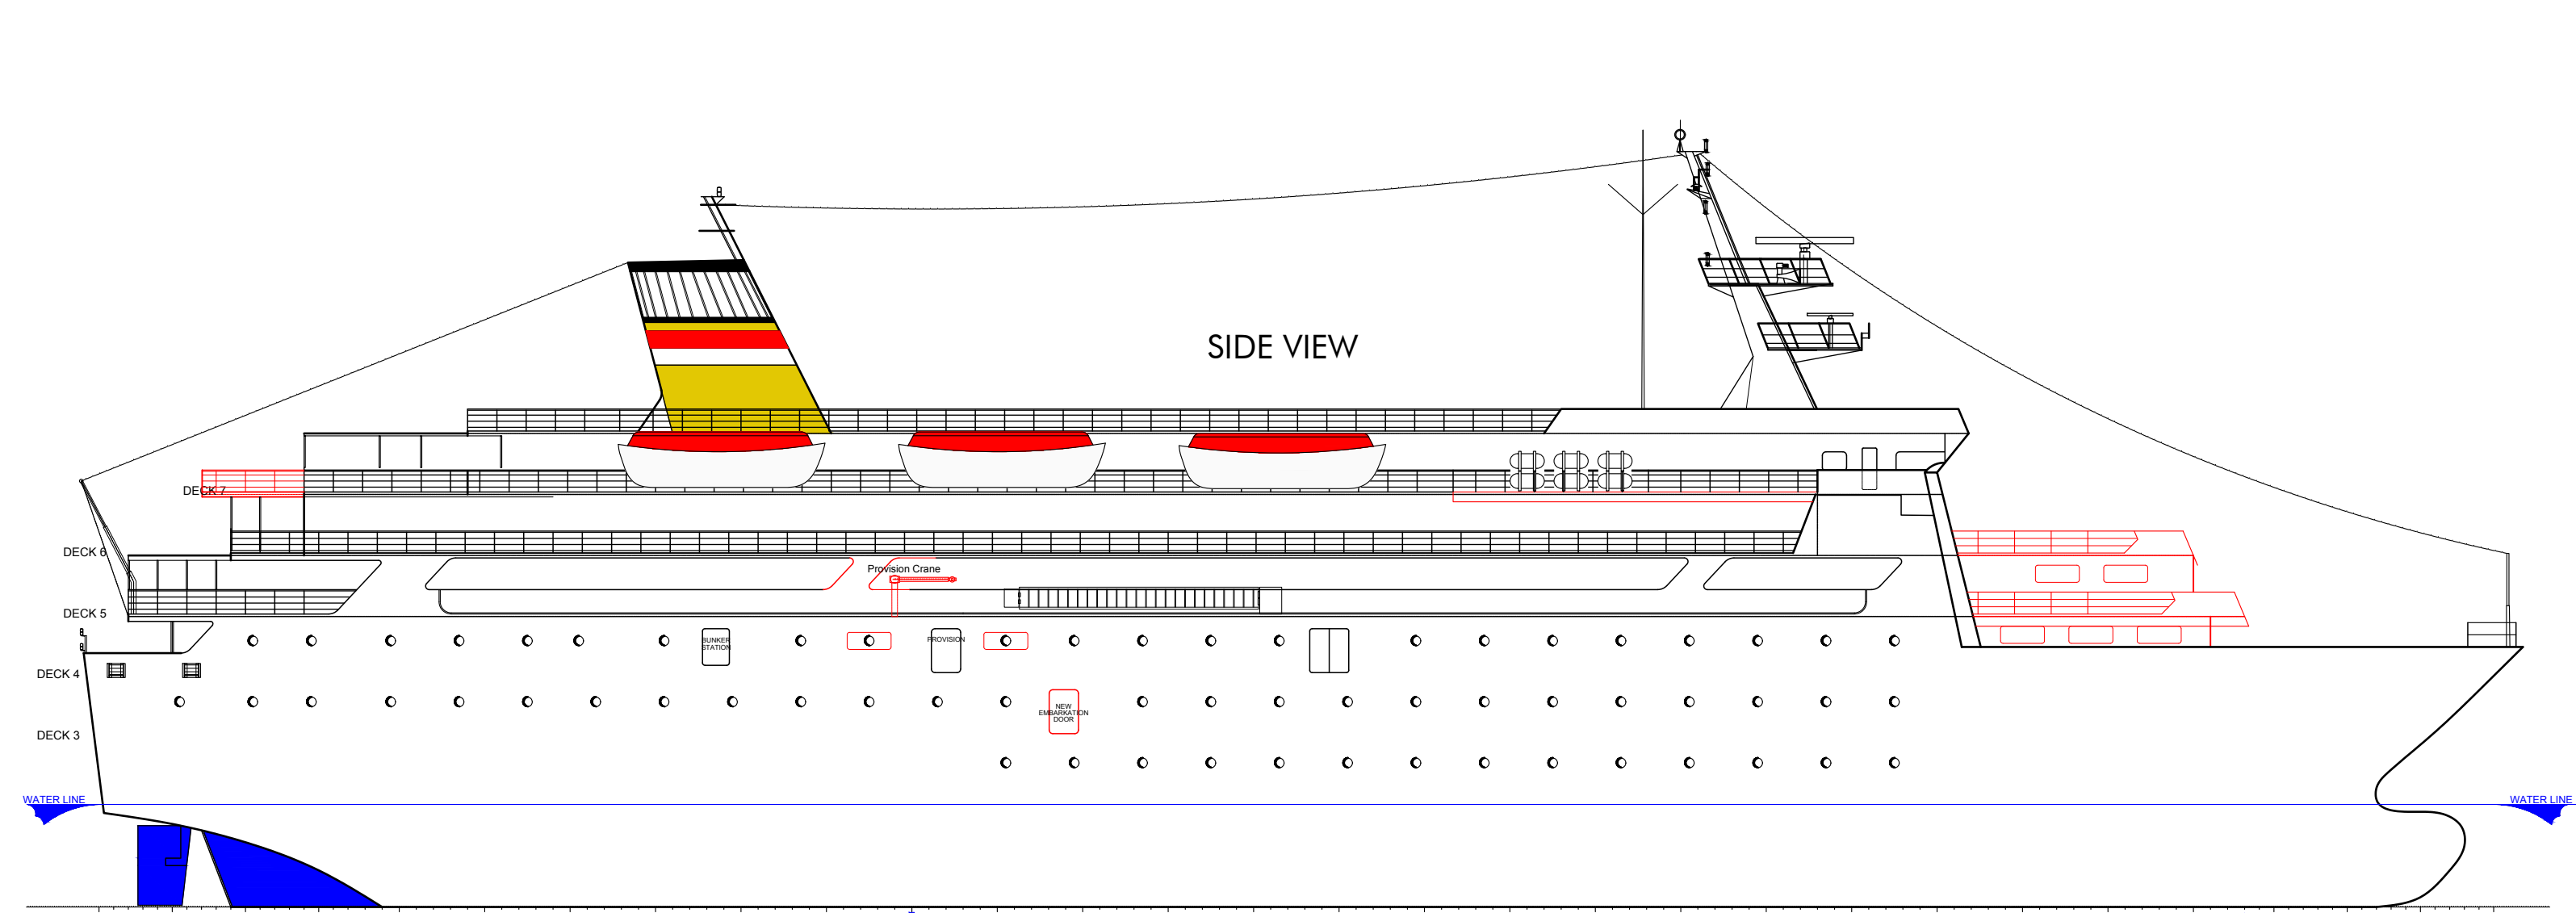 SIDE VIEW
DECK 7
DECK 6
Provision Crane
DECK 5
BUNKER
STATION
PROVISION
DECK 4
NEW
EMBARKATION
DOOR
DECK 3
WATER LINE
WATER LINE